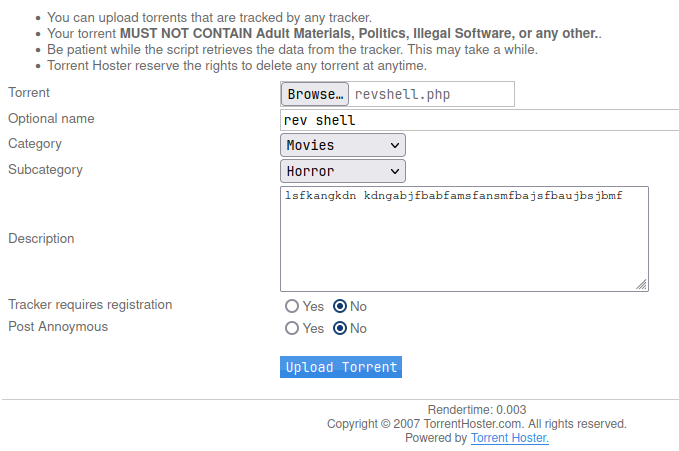 You can upload torrents that are tracked by any tracker.
Your torrent MUST NOT CONTAIN Adult Materials, Politics, Illegal Software, or any other..
Be patient while the script retrieves the data from the tracker. This may take a while.
Torrent Hoster reserve the rights to delete any torrent at anytime.
Torrent Browse… revshell.php
Optional name rev shell
Category Movies
Subcategory Horror
lsfkangkdn kdngabjfbabfamsfansmfbajsfbaujbsjbmf
Description
Tracker requires registration Yes No
Post Annoymous Yes No
Upload Torrent
Rendertime: 0.003
Copyright © 2007 TorrentHoster.com. All rights reserved.
Powered by Torrent Hoster.